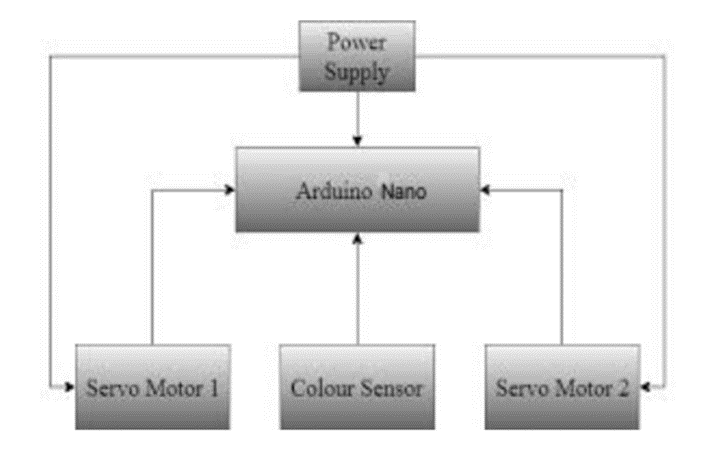 Power
Supply
Arduino Nano
Servo Motor 1
Colour Sensor
Servo Motor 2